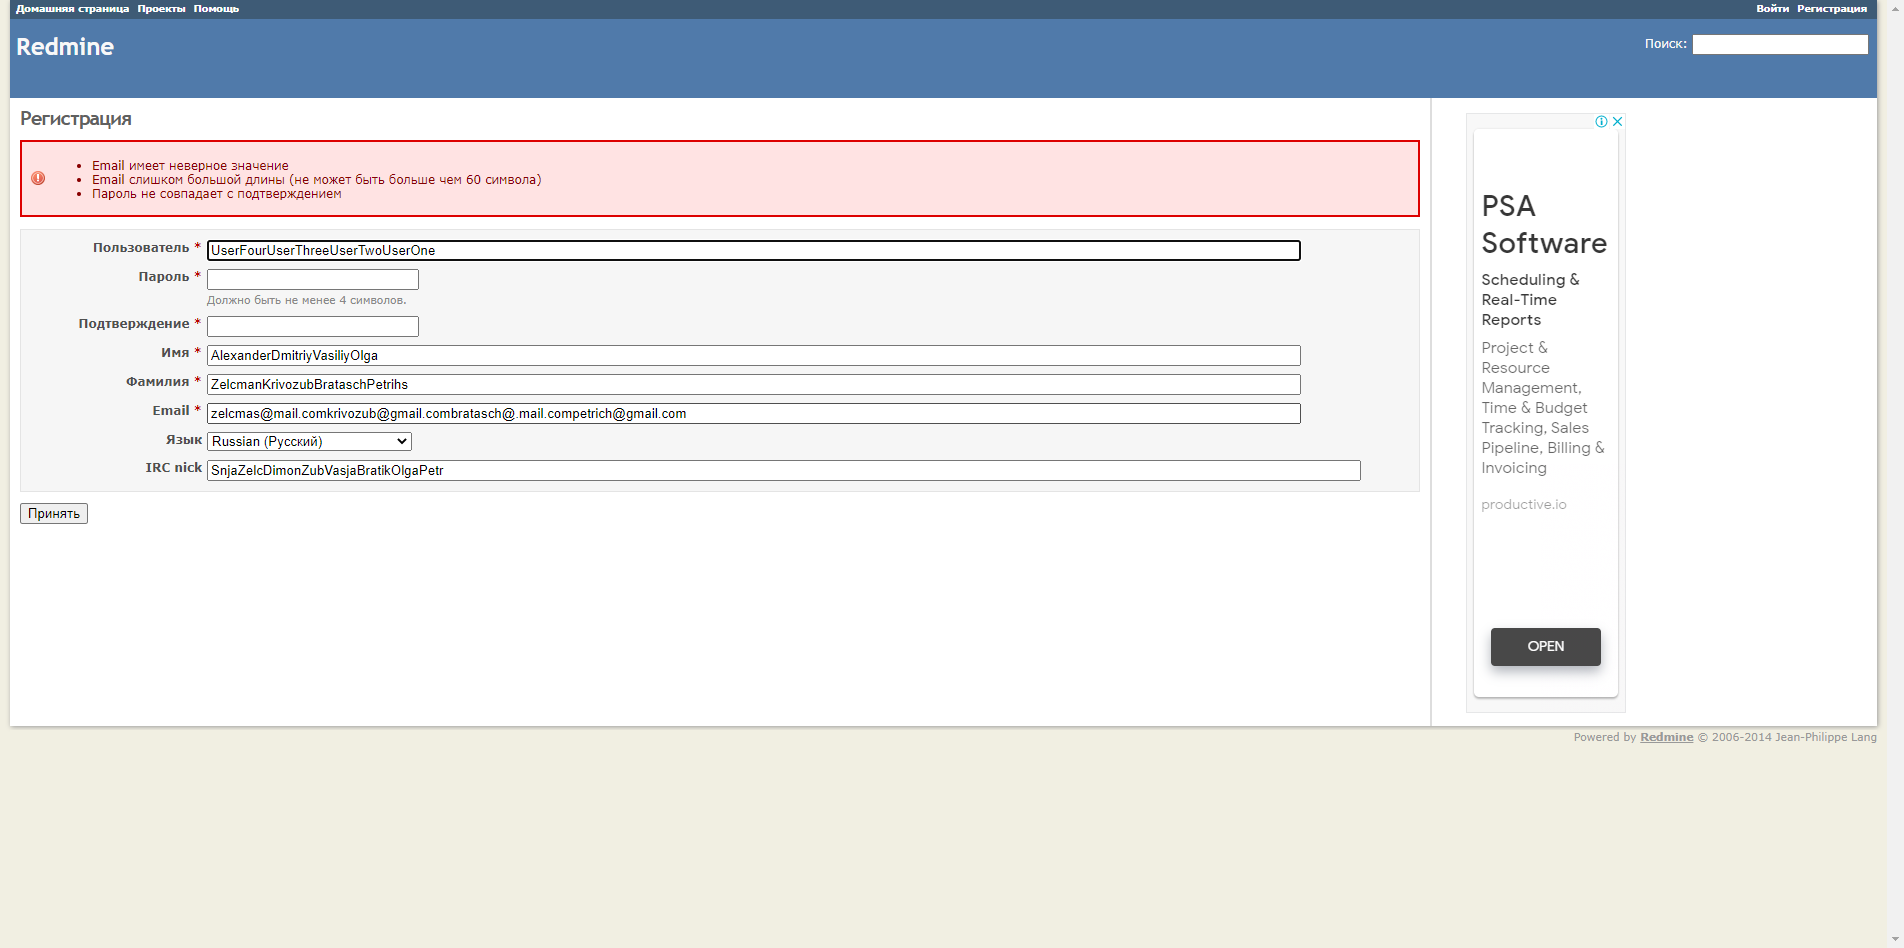 Домашняя страница Проекты Помощь
Войти Регистрация
Redmine
Поиск:
Регистрация
Email имеет неверное значение
Email слишком большой длины (не может быть больше чем 60 символа)
Пароль не совпадает с подтверждением
Пользователь * UserFourUserThreeUserTwoUserOne
Пароль *
Должно быть не менее 4 символов.
Подтверждение *
Имя * AlexanderDmitriyVasiliyOlga
Фамилия * ZelcmanKrivozubBrataschPetrihs
Email * zelcmas@mail.comkrivozub@gmail.combratasch@.mail.competrich@gmail.com
Язык Russian (Русский)
IRC nick SnjaZelcDimonZubVasjaBratikOlgaPetr
Принять
PSA
Software
Scheduling &
Real-Time
Reports
Project &
Resource
Management,
Time & Budget
Tracking, Sales
Pipeline, Billing &
Invoicing
productive.io
OPEN
Powered by Redmine © 2006-2014 Jean-Philippe Lang